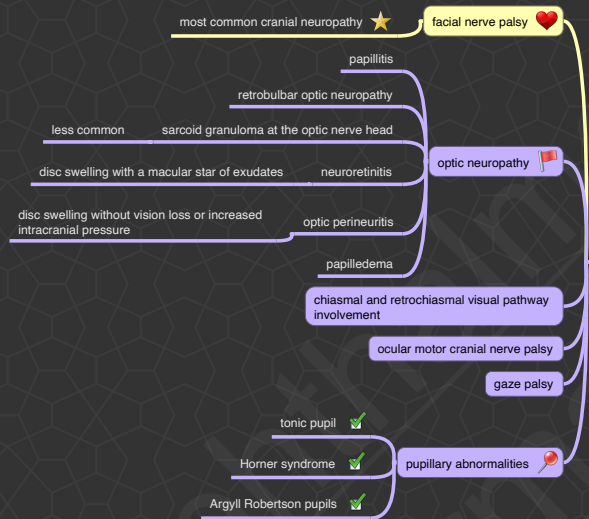 most common cranial neuropathy
facial nerve palsy
papillitis
retrobulbar optic neuropathy
less common
sarcoid granuloma at the optic nerve head
optic neuropathy
disc swelling with a macular star of exudates
neuroretinitis
disc swelling without vision loss or increased
intracranial pressure
optic perineuritis
papilledema
chiasmal and retrochiasmal visual pathway
involvement
ocular motor cranial nerve palsy
gaze palsy
tonic pupil
Horner syndrome
pupillary abnormalities
Argyll Robertson pupils